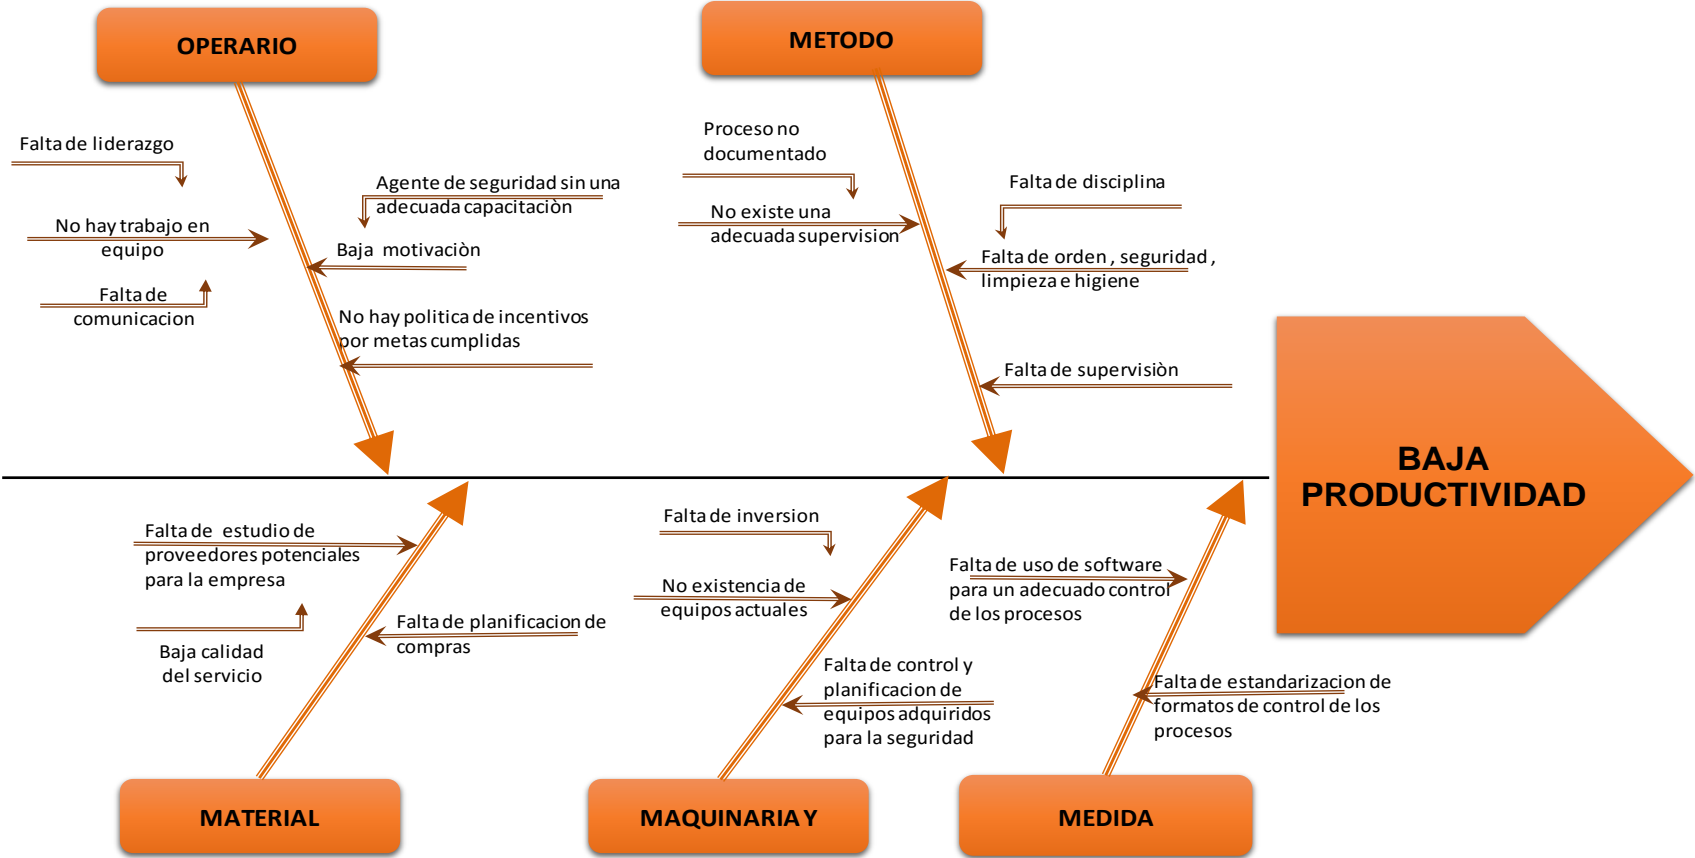 OPERARIO
METODO
Falta de liderazgo
Agente de seguridad sin una
adecuada capacitaciòn
No hay trabajo en
equipo
Baja motivaciòn
Falta de
comunicacion
No hay politica de incentivos
por metas cumplidas
Proceso no
documentado
Falta de disciplina
No existe una
adecuada supervision
Falta de orden , seguridad ,
limpieza e higiene
Falta de supervisiòn
BAJA
PRODUCTIVIDAD
Falta de estudio de
proveedores potenciales
para la empresa
Falta de planificacion de
compras
Baja calidad
del servicio
Falta de inversion
No existencia de
equipos actuales
Falta de control y
planificacion de
equipos adquiridos
para la seguridad
Falta de uso de software
para un adecuado control
de los procesos
Falta de estandarizacion de
formatos de control de los
procesos
MATERIAL
MAQUINARIA Y
MEDIDA